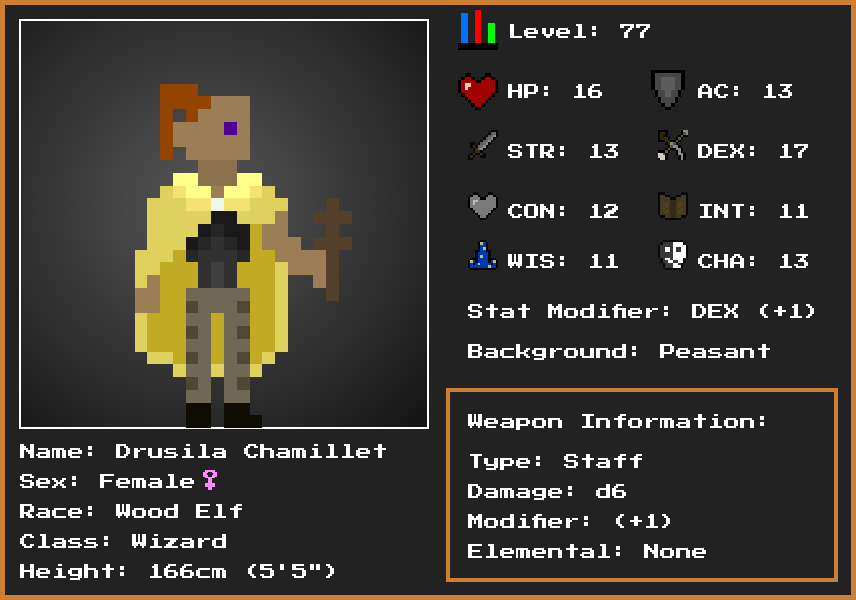 Level: 77
HP: 16
AC: 13
STR: 13
DEX: 17
CON: 12
INT: 11
WIS: 11
CHA: 13
Stat Modifier: DEX (+1)
Background: Peasant
Weapon Information:
Type: Staff
Damage: d6
Modifier: (+1)
Elemental: None
Name: Drusila Chamillet
Sex: Female♀
Race: Wood Elf
Class: Wizard
Height: 166cm (5'5")